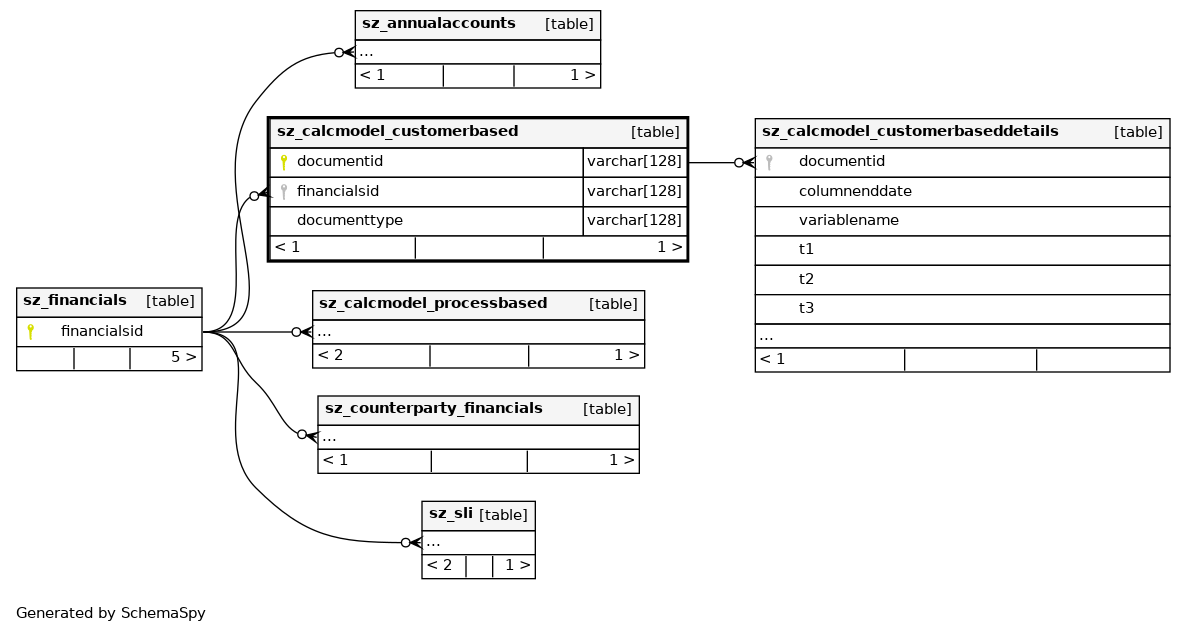 sz_annualaccounts [table]
...
< 1 1 >
sz_calcmodel_customerbased [table]
documentid varchar[128]
financialsid varchar[128]
documenttype varchar[128]
< 1 1 >
sz_calcmodel_customerbaseddetails [table]
documentid
columnenddate
variablename
t1
t2
t3
...
< 1
sz_financials [table]
financialsid
5 >
sz_calcmodel_processbased [table]
...
< 2 1 >
sz_counterparty_financials [table]
...
< 1 1 >
sz_sli [table]
...
< 2 1 >
Generated by SchemaSpy